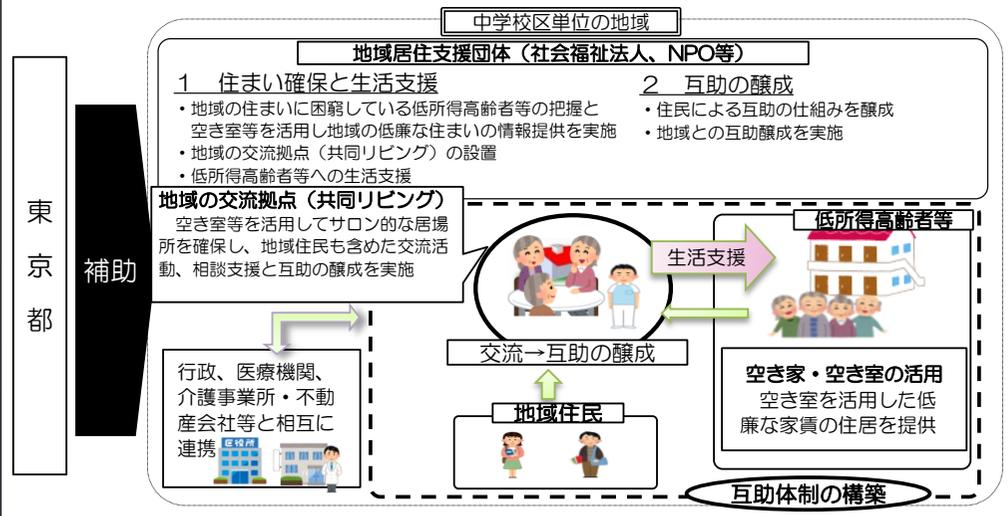 中学校区単位の地域
地域居住支援団体（社会福祉法人、NPO等）
１　住まい確保と生活支援
・地域の住まいに困窮している低所得高齢者等の把握と
空き室等を活用し地域の低廉な住まいの情報提供を実施
・地域の交流拠点（共同リビング）の設置
・低所得高齢者等への生活支援
２　互助の醸成
・住民による互助の仕組みを醸成
・地域との互助醸成を実施
東京都
補助
地域の交流拠点（共同リビング）
空き室等を活用してサロン的な居場
所を確保し、地域住民も含めた交流活
動、相談支援と互助の醸成を実施
生活支援
低所得高齢者等
交流→互助の醸成
行政、医療機関、
介護事業所・不動
産会社等と相互に
連携
区役所
地域住民
空き家・空き室の活用
空き室を活用した低
廉な家賃の住居を提供
互助体制の構築